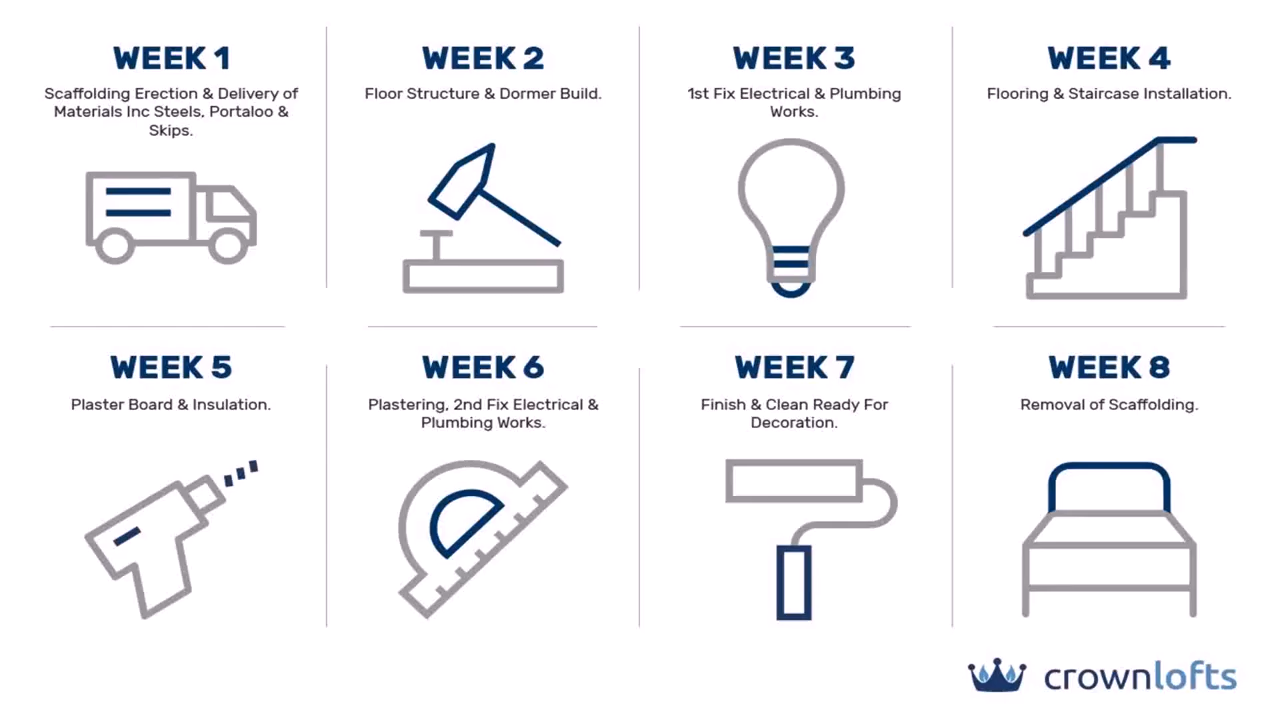 WEEK 1
Scaffolding Erection & Delivery of
Materials Inc Steels, Portaloo &
Skips.
WEEK 2
Floor Structure & Dormer Build.
WEEK 3
1st Fix Electrical & Plumbing
Works.
WEEK 4
Flooring & Staircase Installation.
WEEK 5
Plaster Board & Insulation.
WEEK 6
Plastering, 2nd Fix Electrical &
Plumbing Works.
WEEK 7
Finish & Clean Ready For
Decoration.
WEEK 8
Removal of Scaffolding.
crownlofts